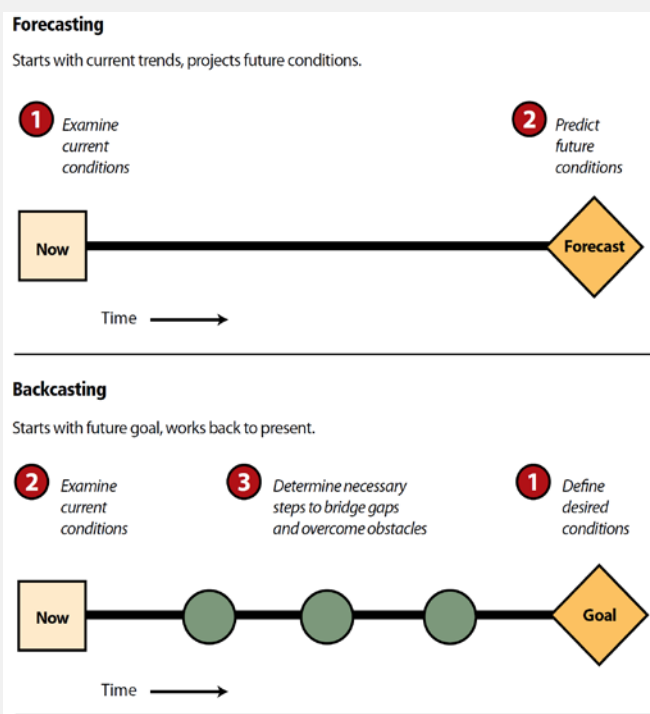 Forecasting
Starts with current trends, projects future conditions.
1 Examine
current
conditions
2 Predict
future
conditions
Now
Forecast
Time
Backcasting
Starts with future goal, works back to present.
2 Examine
current
conditions
3 Determine necessary
steps to bridge gaps
and overcome obstacles
1 Define
desired
conditions
Now
Goal
Time